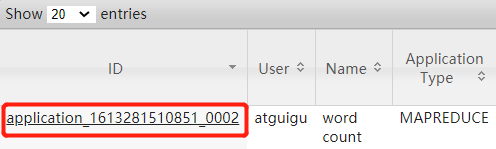 Show 20 entries
ID User Name Application Type
application_1613281510851_0002 atguigu word count MAPREDUCE